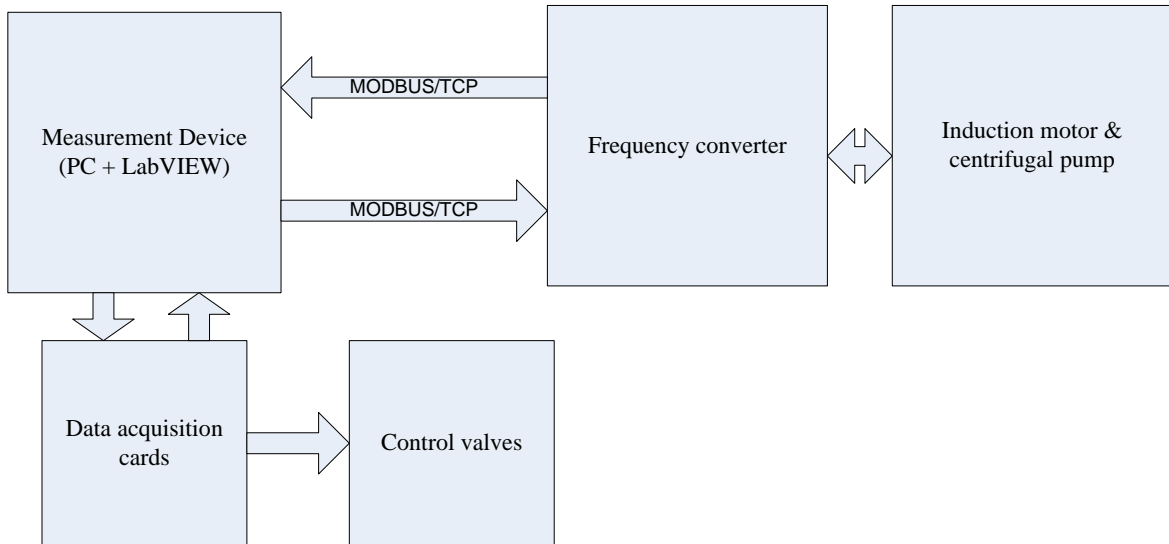 Measurement Device
(PC + LabVIEW)
MODBUS/TCP
MODBUS/TCP
Frequency converter
Induction motor &
centrifugal pump
Data acquisition
cards
Control valves